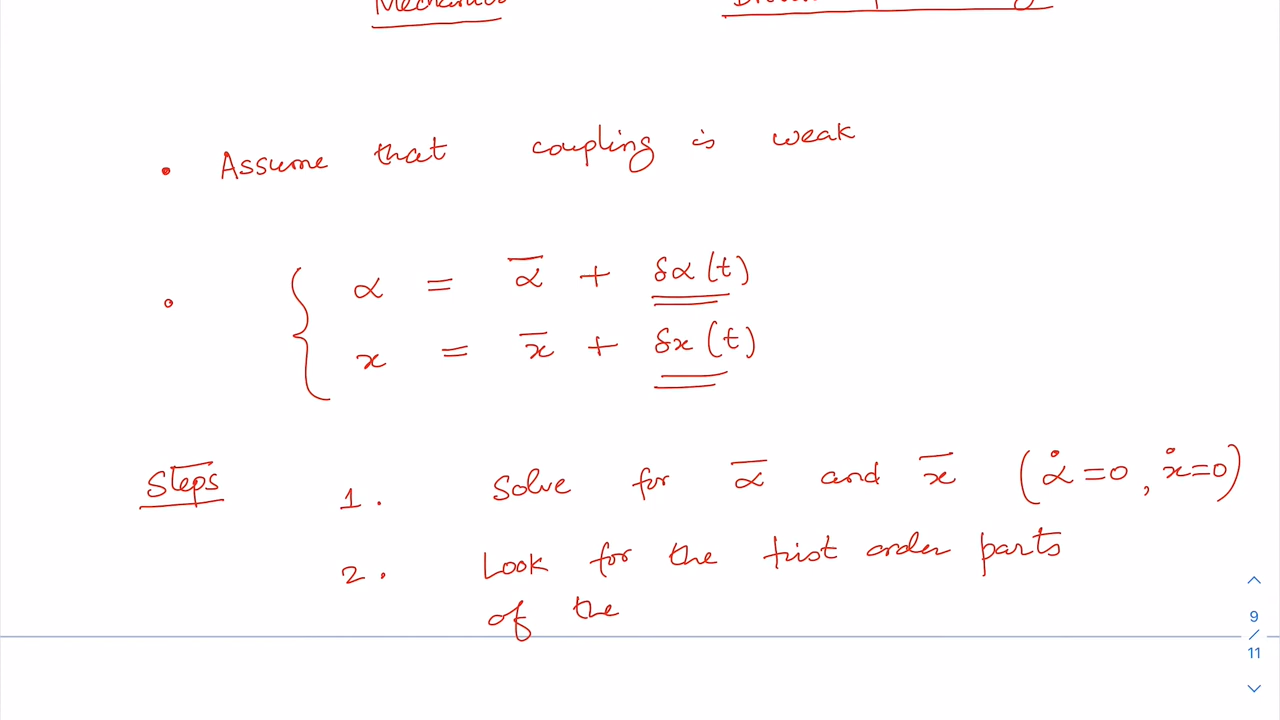 • Assume that coupling is weak
• { α = ᾱ + δα(t)
x = x̄ + δx(t)
Steps 1. Solve for ᾱ and x̄ (α̇ = 0, ẋ = 0)
2. Look for the first order parts
of the
9
/
11